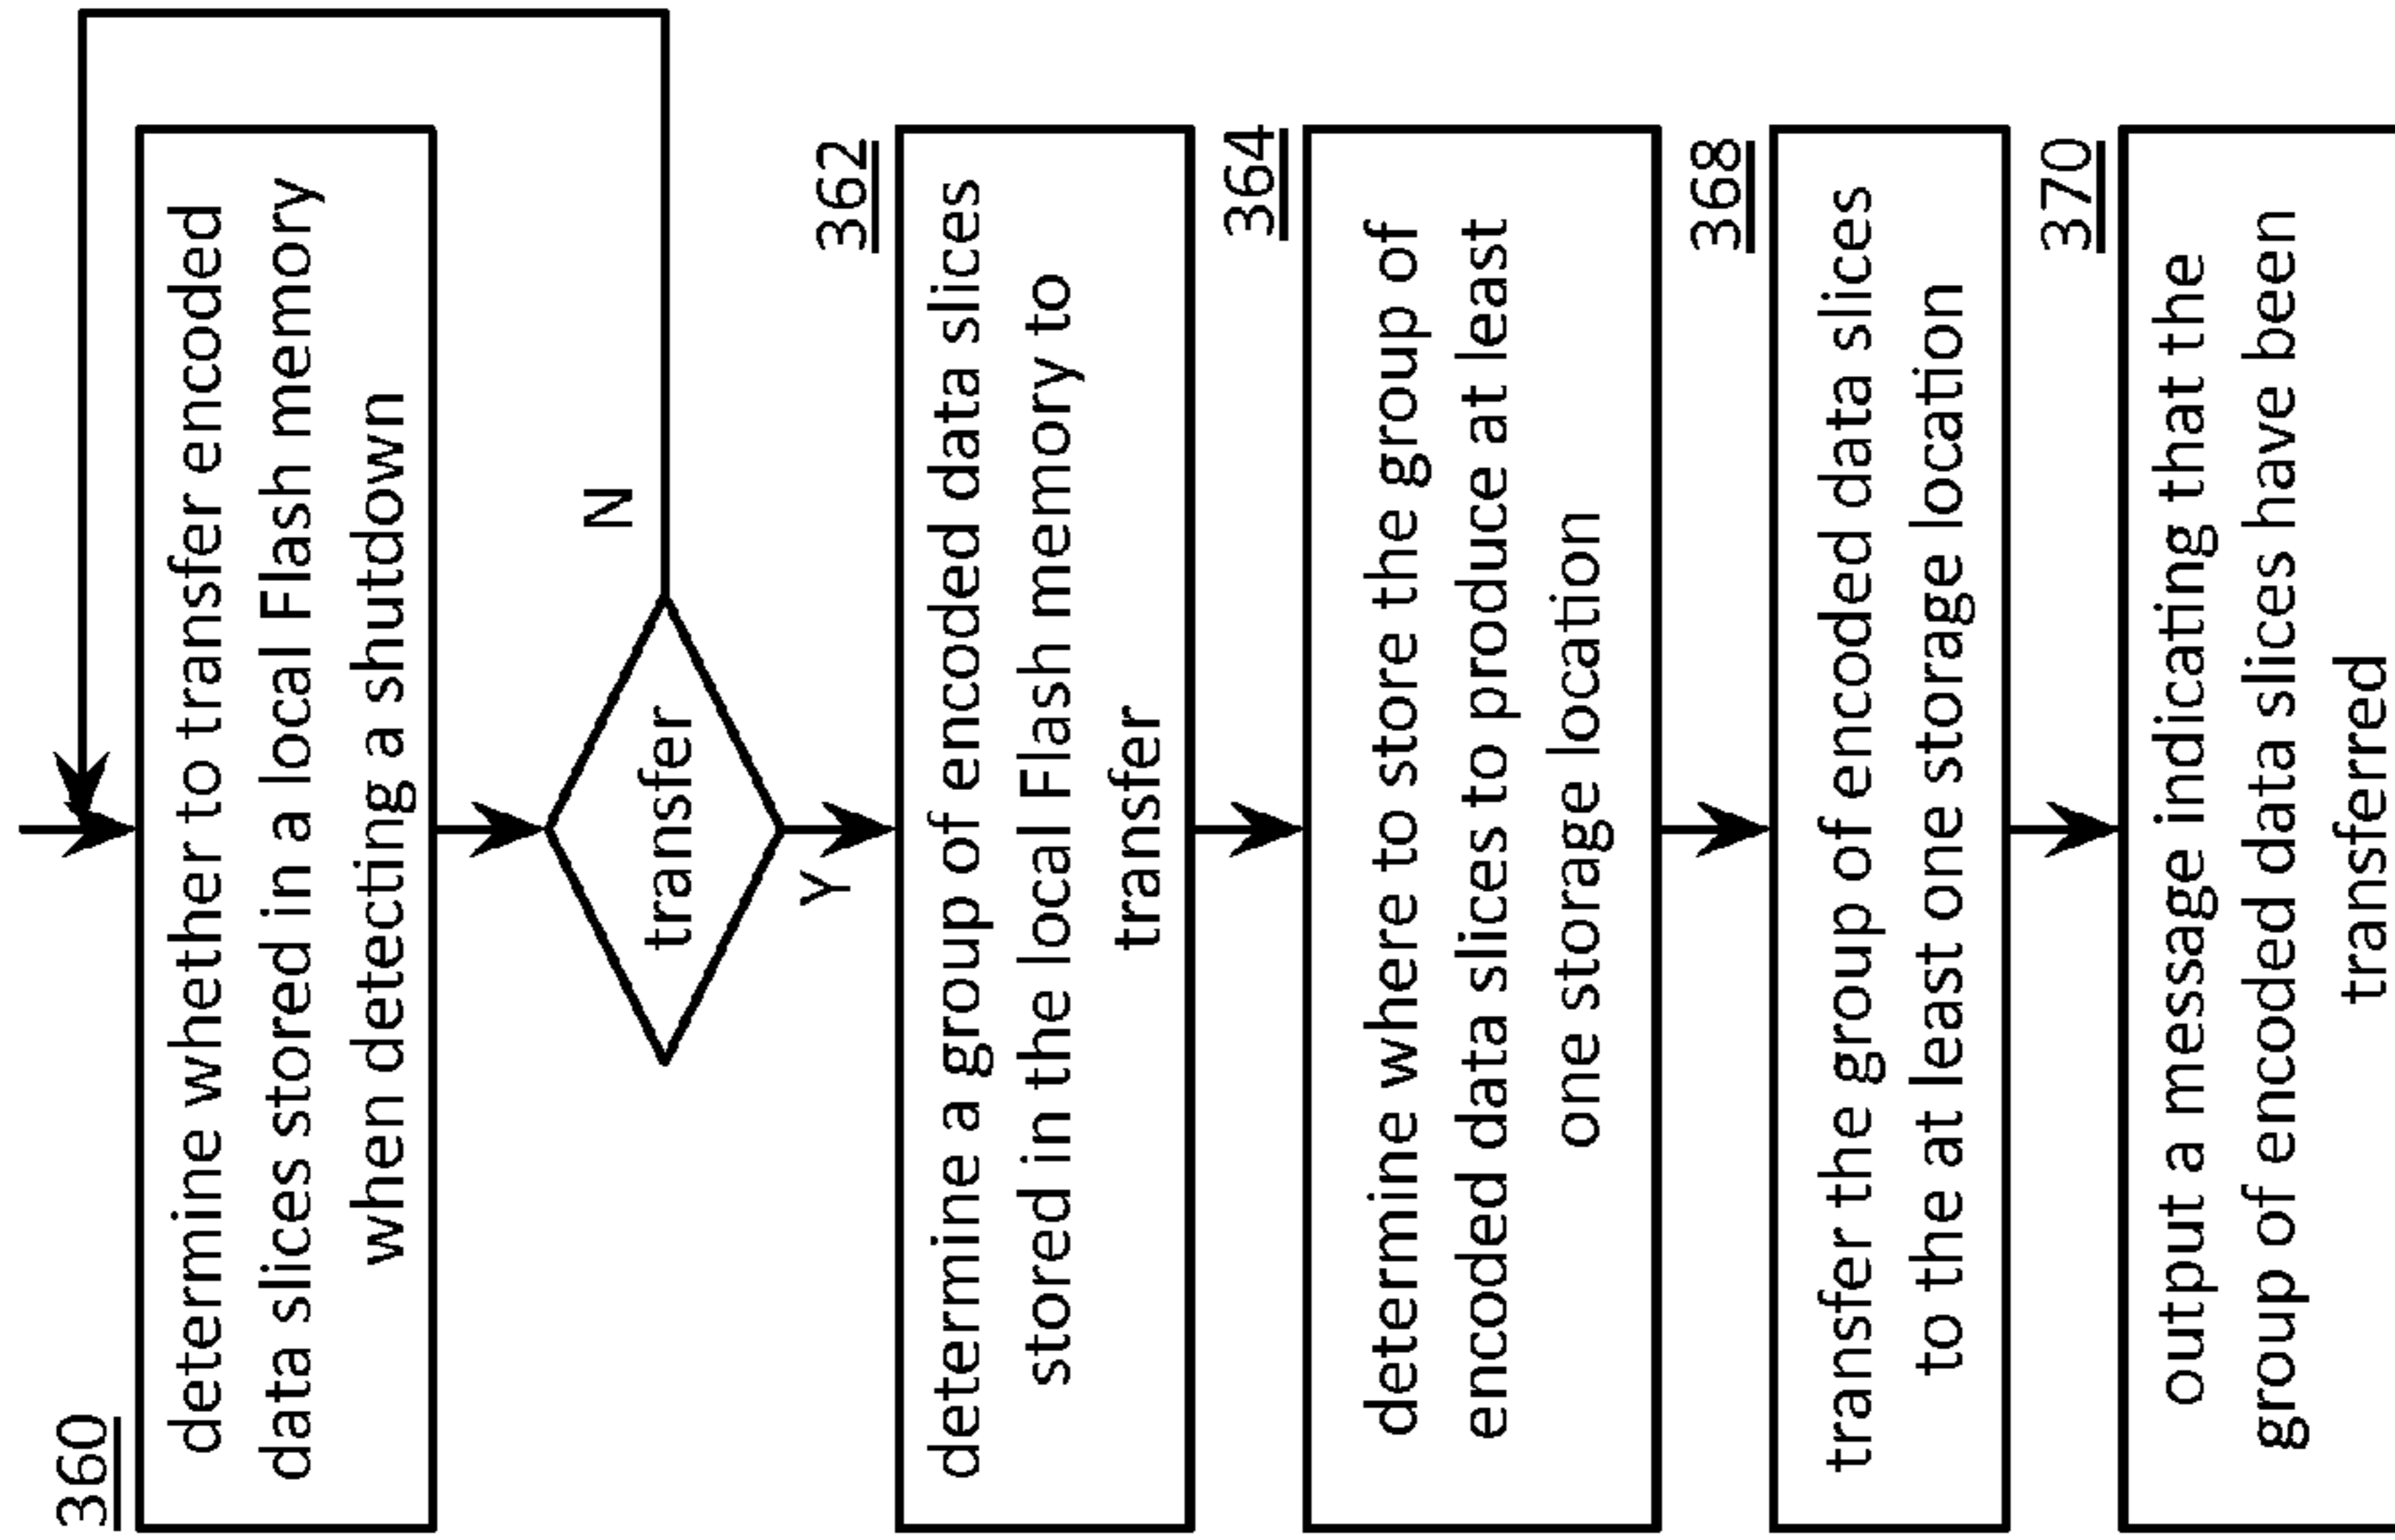 360
determine whether to transfer encoded
data slices stored in a local Flash memory
when detecting a shutdown
transfer
N
Y
362
determine a group of encoded data slices
stored in the local Flash memory to
transfer
364
determine where to store the group of
encoded data slices to produce at least
one storage location
368
transfer the group of encoded data slices
to the at least one storage location
370
output a message indicating that the
group of encoded data slices have been
transferred